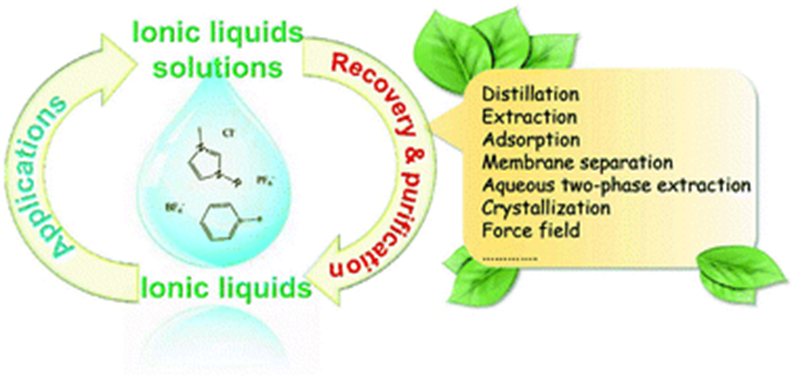 Ionic liquids
solutions
Applications
Recovery & purification
Cl⁻
PF₆⁻
BF₄⁻
Ionic liquids
Distillation
Extraction
Adsorption
Membrane separation
Aqueous two-phase extraction
Crystallization
Force field
.............